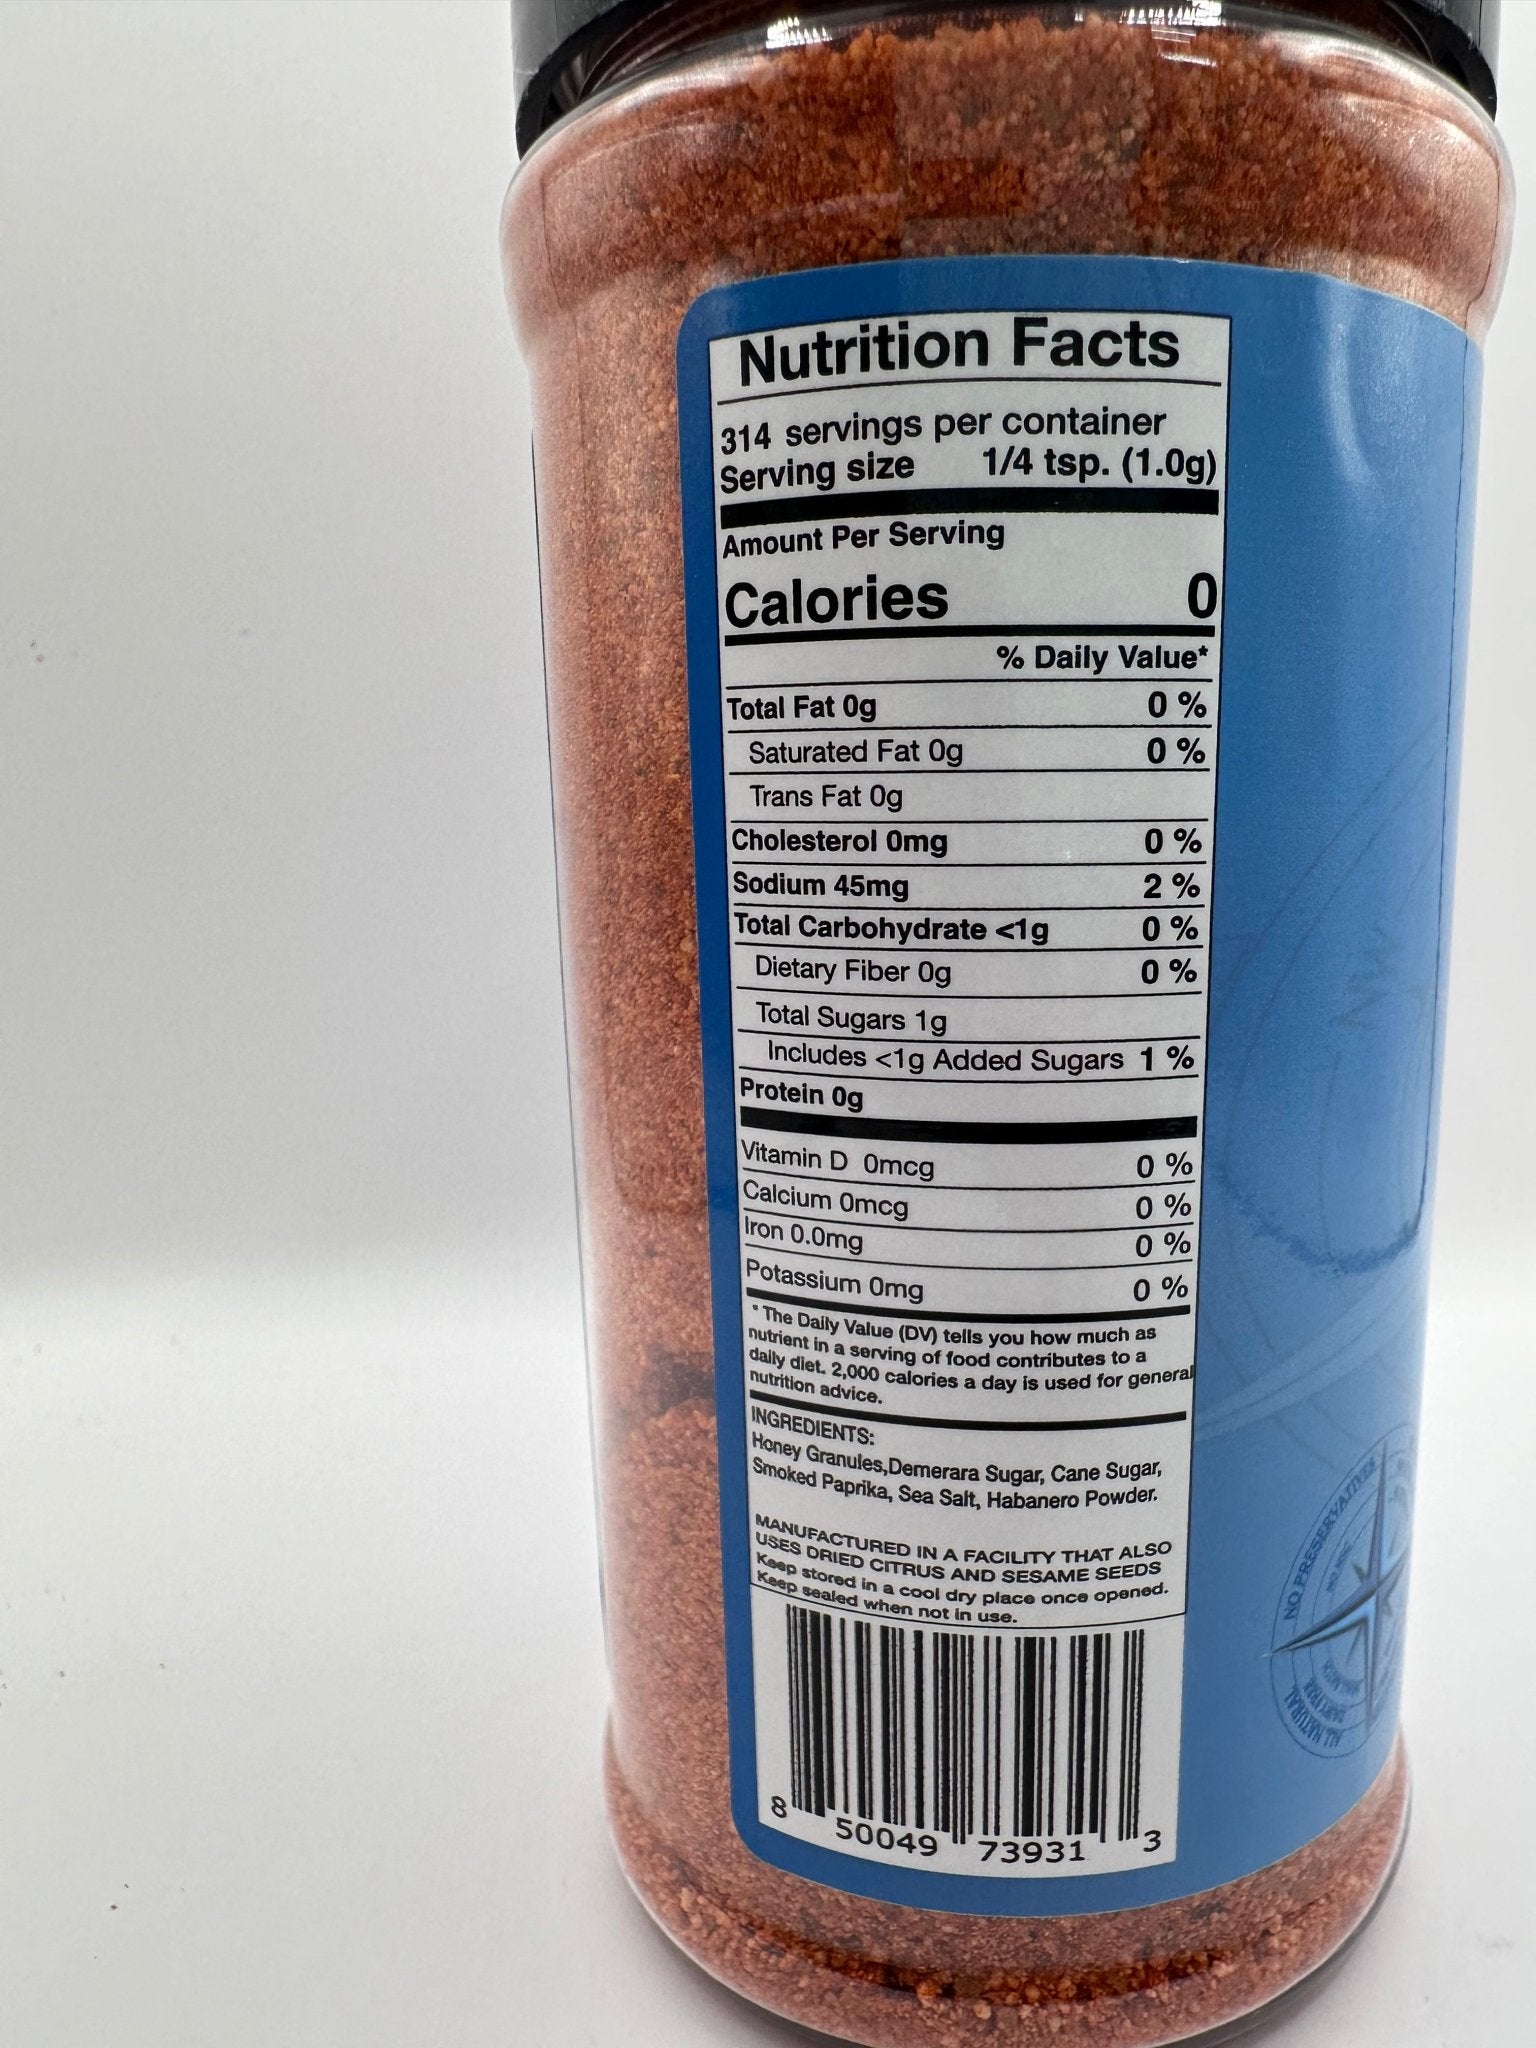 Nutrition Facts
314 servings per container
Serving size 1/4 tsp. (1.0g)
Amount Per Serving
Calories 0
% Daily Value*
Total Fat 0g 0 %
Saturated Fat 0g 0 %
Trans Fat 0g
Cholesterol 0mg 0 %
Sodium 45mg 2 %
Total Carbohydrate <1g 0 %
Dietary Fiber 0g 0 %
Total Sugars 1g
Includes <1g Added Sugars 1 %
Protein 0g
Vitamin D 0mcg 0 %
Calcium 0mcg 0 %
Iron 0.0mg 0 %
Potassium 0mg 0 %
* The Daily Value (DV) tells you how much as
nutrient in a serving of food contributes to a
daily diet. 2,000 calories a day is used for general
nutrition advice.
INGREDIENTS:
Honey Granules,Demerara Sugar, Cane Sugar,
Smoked Paprika, Sea Salt, Habanero Powder.
MANUFACTURED IN A FACILITY THAT ALSO
USES DRIED CITRUS AND SESAME SEEDS
Keep stored in a cool dry place once opened.
Keep sealed when not in use.
8 50049 73931 3
NO PRESERVATIVES
ALL NATURAL